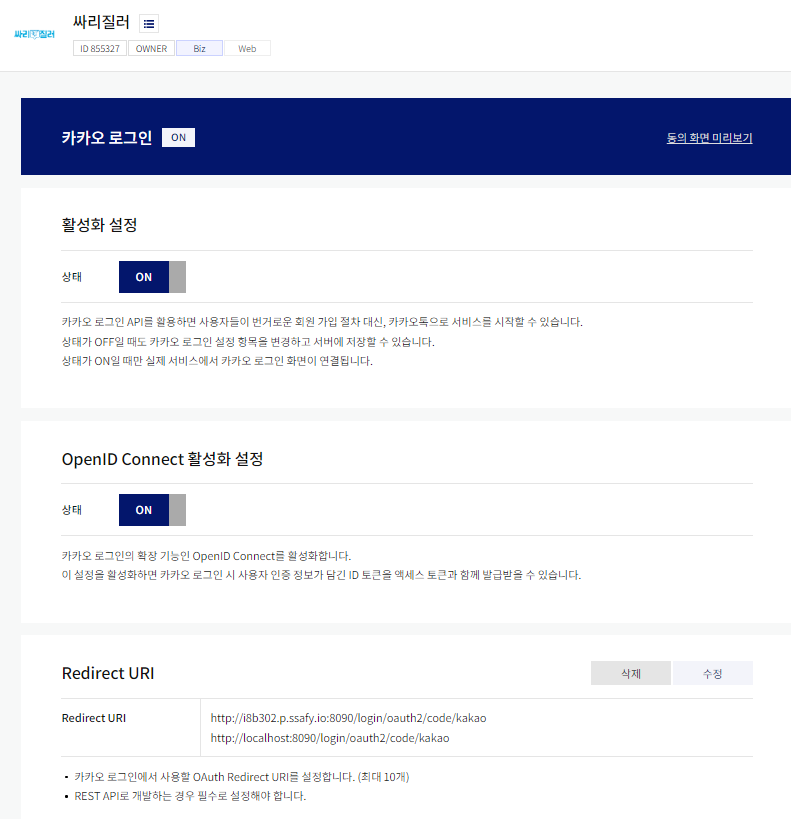 싸리질러
싸리질러
ID 855327 OWNER Biz Web
카카오 로그인 ON 동의 화면 미리보기
활성화 설정
상태 ON
카카오 로그인 API를 활용하면 사용자들이 번거로운 회원 가입 절차 대신, 카카오톡으로 서비스를 시작할 수 있습니다.
상태가 OFF일 때도 카카오 로그인 설정 항목을 변경하고 서버에 저장할 수 있습니다.
상태가 ON일 때만 실제 서비스에서 카카오 로그인 화면이 연결됩니다.
OpenID Connect 활성화 설정
상태 ON
카카오 로그인의 확장 기능인 OpenID Connect를 활성화합니다.
이 설정을 활성화하면 카카오 로그인 시 사용자 인증 정보가 담긴 ID 토큰을 액세스 토큰과 함께 발급받을 수 있습니다.
Redirect URI 삭제 수정
Redirect URI http://i8b302.p.ssafy.io:8090/login/oauth2/code/kakao
http://localhost:8090/login/oauth2/code/kakao
• 카카오 로그인에서 사용할 OAuth Redirect URI를 설정합니다. (최대 10개)
• REST API로 개발하는 경우 필수로 설정해야 합니다.